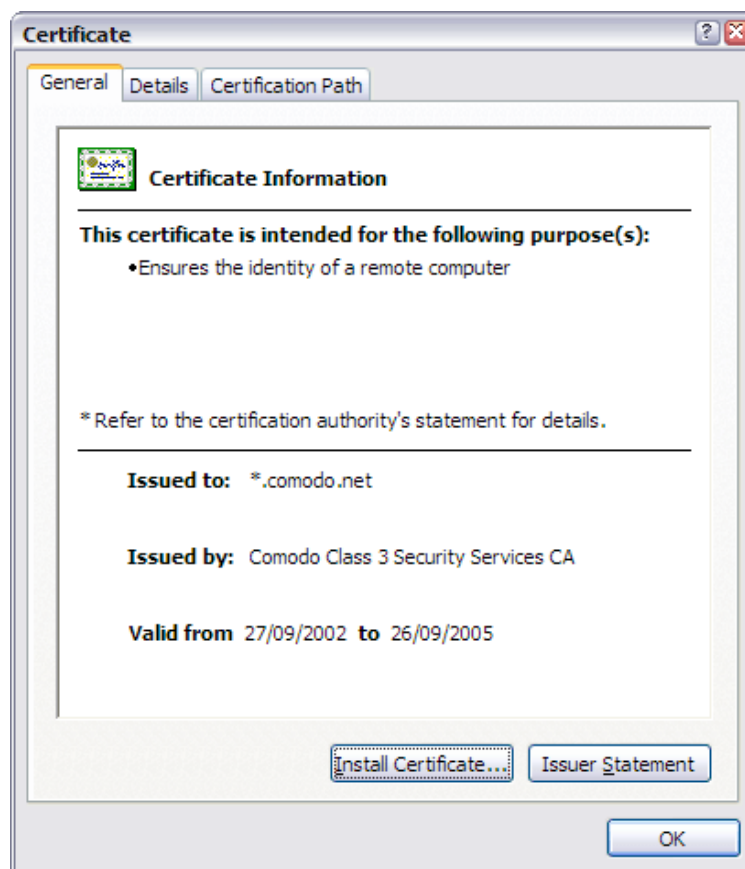 Certificate
General Details Certification Path
Certificate Information
This certificate is intended for the following purpose(s):
•Ensures the identity of a remote computer
* Refer to the certification authority's statement for details.
Issued to: *.comodo.net
Issued by: Comodo Class 3 Security Services CA
Valid from 27/09/2002 to 26/09/2005
Install Certificate... Issuer Statement
OK